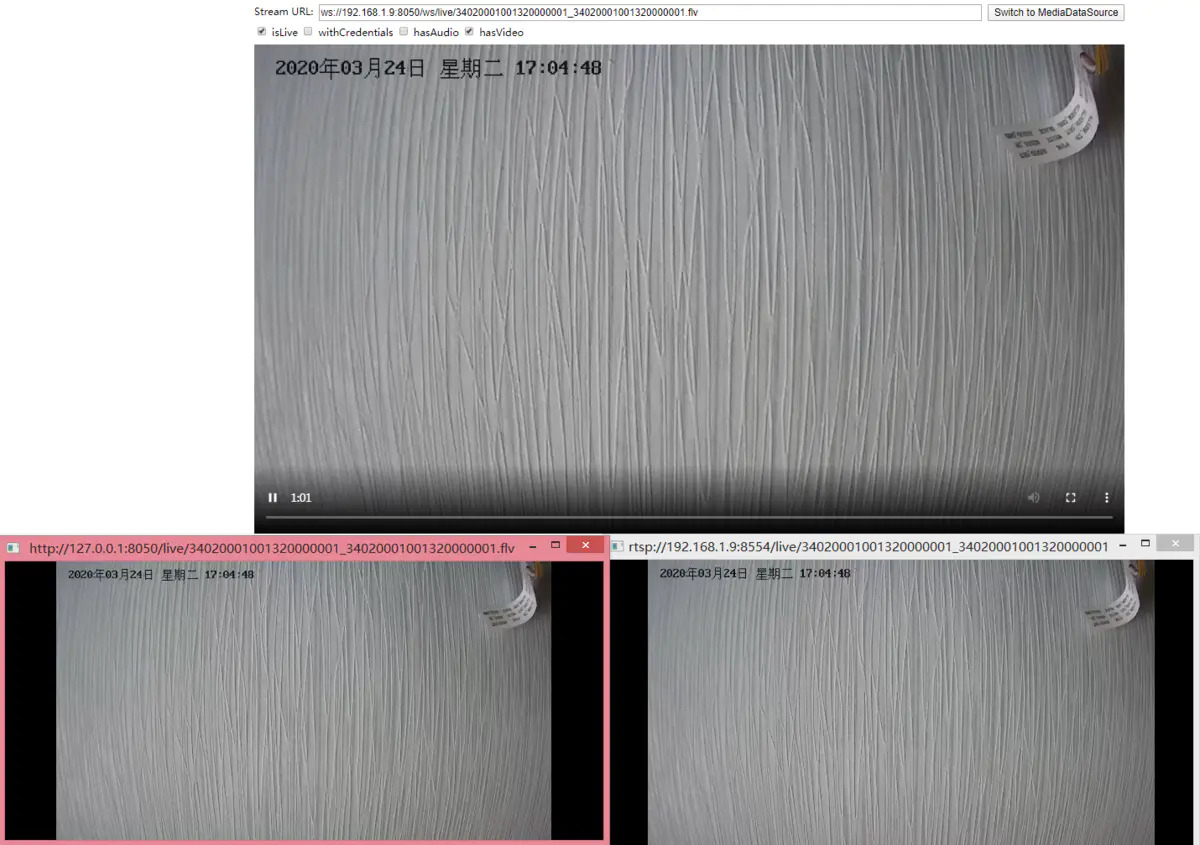 Stream URL: ws://192.168.1.9:8050/ws/live/34020001001320000001_34020001001320000001.flv Switch to MediaDataSource
isLive withCredentials hasAudio hasVideo
2020年03月24日 星期二 17:04:48
1:01
http://127.0.0.1:8050/live/34020001001320000001_34020001001320000001.flv
2020年03月24日 星期二 17:04:48
rtsp://192.168.1.9:8554/live/34020001001320000001_34020001001320000001
2020年03月24日 星期二 17:04:48